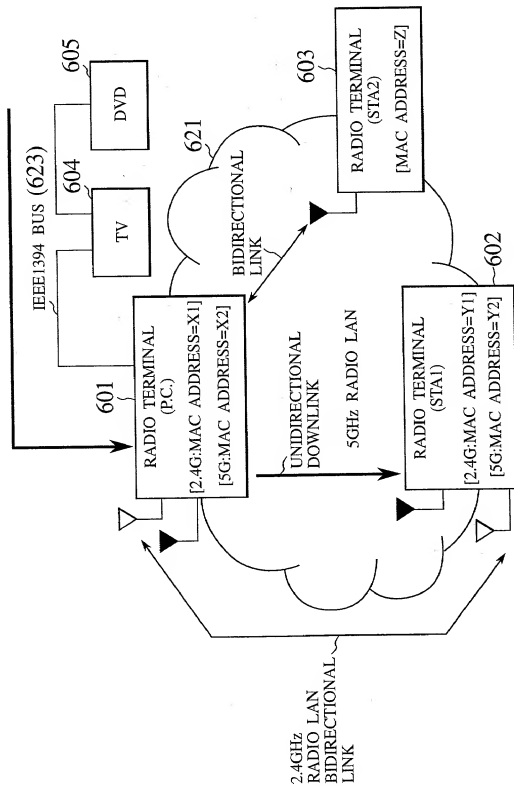 605
DVD
604
TV
IEEE1394 BUS (623)
601
RADIO TERMINAL
(P.C.)
[2.4G:MAC ADDRESS=X1]
[5G:MAC ADDRESS=X2]
603
RADIO TERMINAL
(STA2)
[MAC ADDRESS=Z]
621
BIDIRECTIONAL
LINK
UNIDIRECTIONAL
DOWNLINK
5GHz RADIO LAN
602
RADIO TERMINAL
(STA1)
[2.4G:MAC ADDRESS=Y1]
[5G:MAC ADDRESS=Y2]
2.4GHz
RADIO LAN
BIDIRECTIONAL
LINK